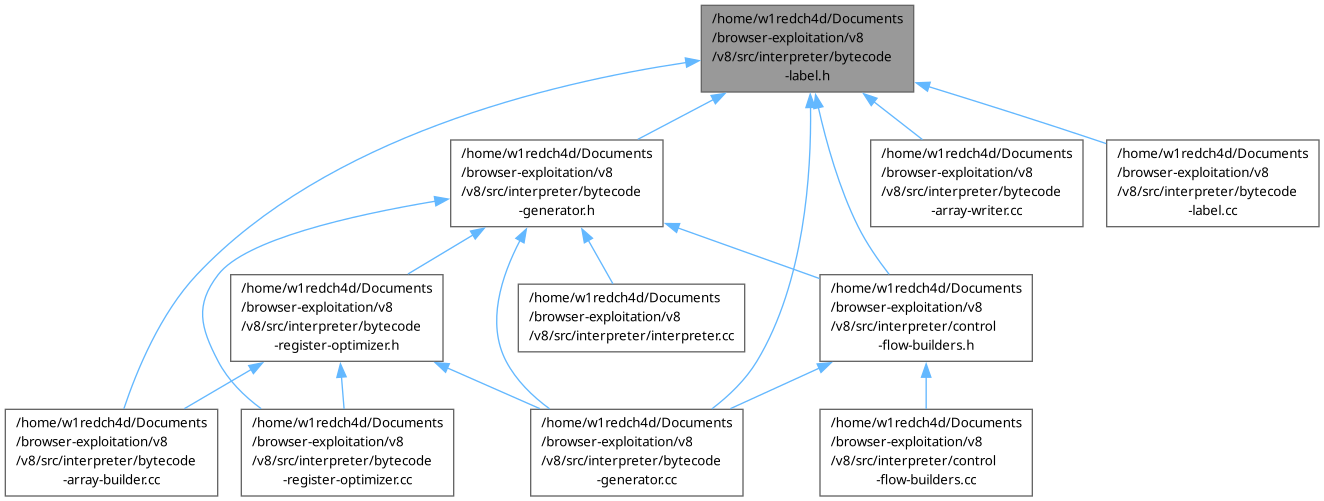 /home/w1redch4d/Documents
/browser-exploitation/v8
/v8/src/interpreter/bytecode
-label.h
/home/w1redch4d/Documents
/browser-exploitation/v8
/v8/src/interpreter/bytecode
-generator.h
/home/w1redch4d/Documents
/browser-exploitation/v8
/v8/src/interpreter/bytecode
-array-writer.cc
/home/w1redch4d/Documents
/browser-exploitation/v8
/v8/src/interpreter/bytecode
-label.cc
/home/w1redch4d/Documents
/browser-exploitation/v8
/v8/src/interpreter/bytecode
-register-optimizer.h
/home/w1redch4d/Documents
/browser-exploitation/v8
/v8/src/interpreter/interpreter.cc
/home/w1redch4d/Documents
/browser-exploitation/v8
/v8/src/interpreter/control
-flow-builders.h
/home/w1redch4d/Documents
/browser-exploitation/v8
/v8/src/interpreter/bytecode
-array-builder.cc
/home/w1redch4d/Documents
/browser-exploitation/v8
/v8/src/interpreter/bytecode
-register-optimizer.cc
/home/w1redch4d/Documents
/browser-exploitation/v8
/v8/src/interpreter/bytecode
-generator.cc
/home/w1redch4d/Documents
/browser-exploitation/v8
/v8/src/interpreter/control
-flow-builders.cc